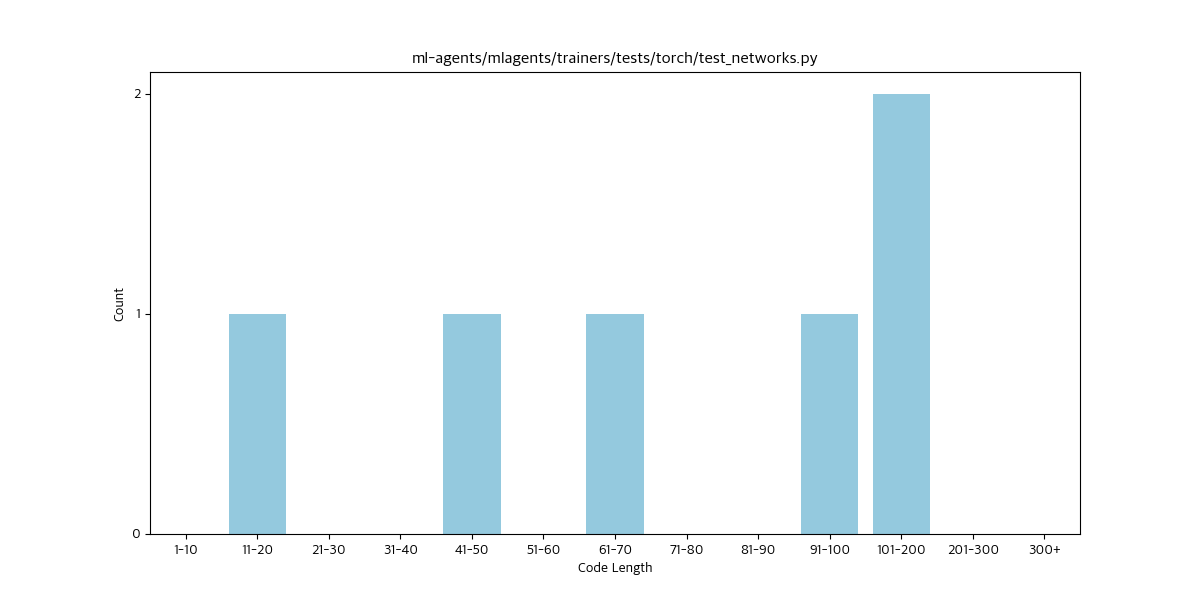 ml-agents/mlagents/trainers/tests/torch/test_networks.py
2
1
0
Count
1-10 11-20 21-30 31-40 41-50 51-60 61-70 71-80 81-90 91-100 101-200 201-300 300+
Code Length